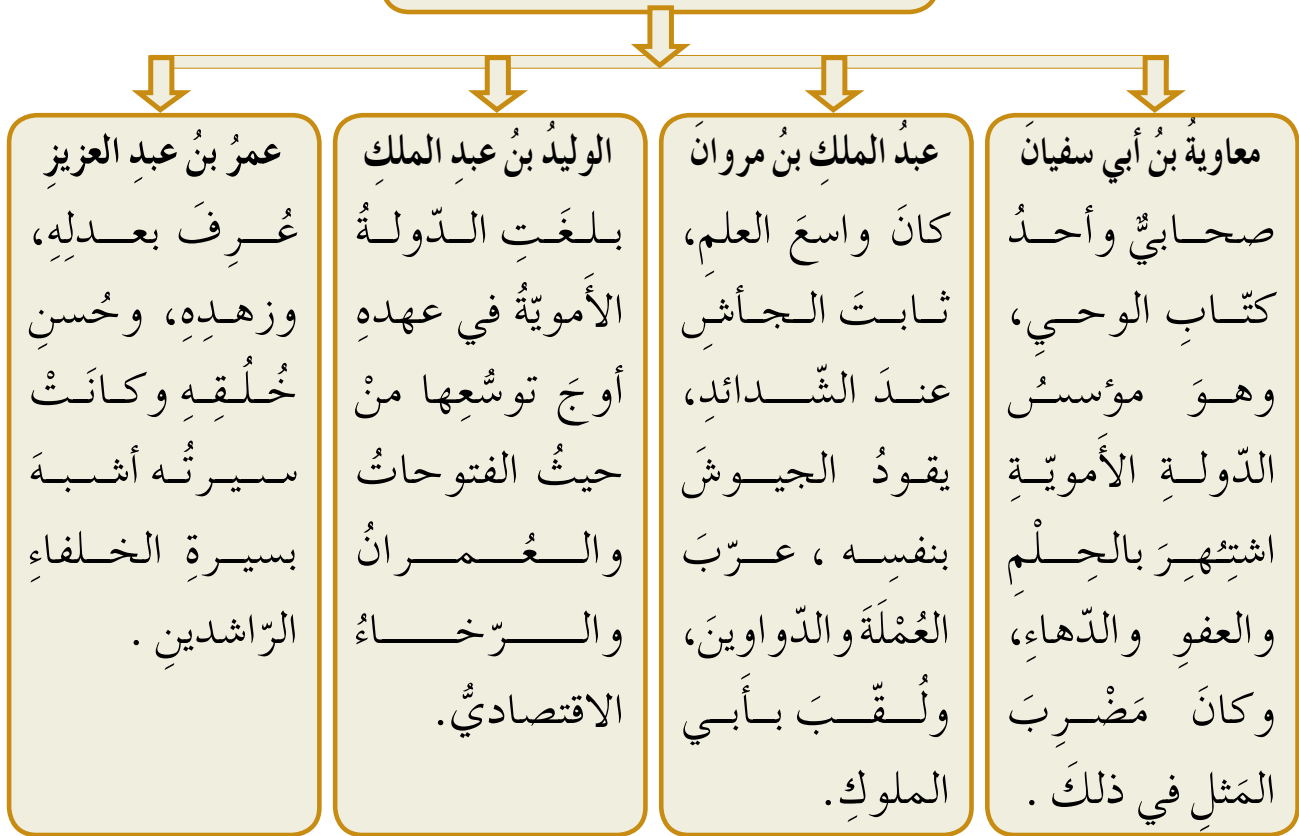 معاويةُ بنُ أبي سفيانَ
صحابيٌّ وأحدُ
كتّابِ الوحيِ،
وهوَ مؤسسُ
الدّولةِ الأَمويّةِ
اشتُهِرَ بالحِلْمِ
والعفوِ والدّهاءِ،
وكانَ مَضْرِبَ
المَثلِ في ذلكَ .
عبدُ الملكِ بنُ مروانَ
كانَ واسعَ العلمِ،
ثابتَ الجأشِ
عندَ الشّدائدِ،
يقودُ الجيوشَ
بنفسِه ، عرّبَ
العُمْلَةَ والدّواوينَ،
ولُقّبَ بأَبي
الملوكِ.
الوليدُ بنُ عبدِ الملكِ
بلغَتِ الدّولةُ
الأَمويّةُ في عهدهِ
أوجَ توسُّعِها منْ
حيثُ الفتوحاتُ
والعُمرانُ
والرّخاءُ
الاقتصاديُّ.
عمرُ بنُ عبدِ العزيزِ
عُرِفَ بعدلِهِ،
وزهدِهِ، وحُسنِ
خُلُقِهِ وكانَتْ
سيرتُه أشبهَ
بسيرةِ الخلفاءِ
الرّاشدينِ .